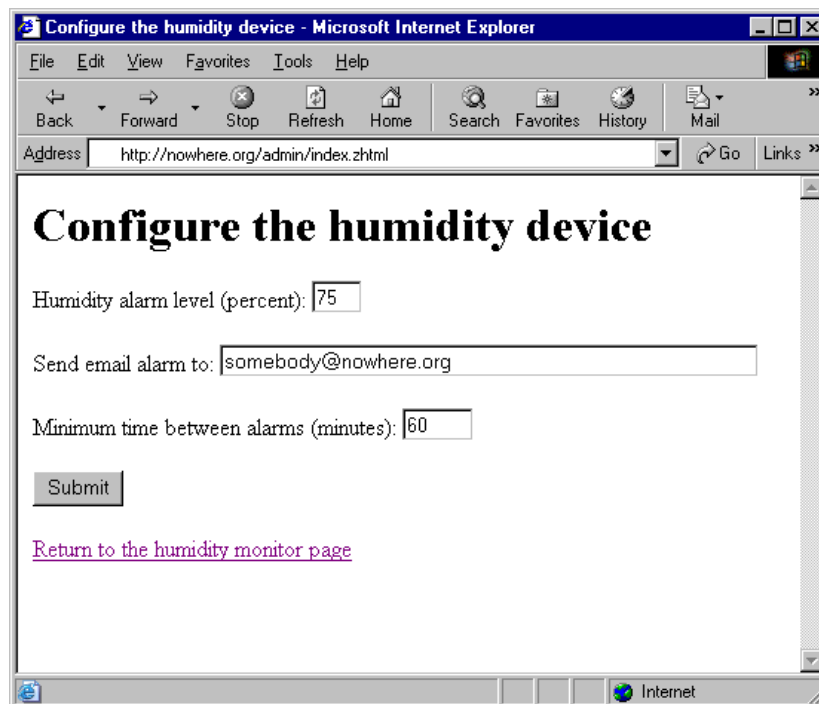 Configure the humidity device - Microsoft Internet Explorer
File Edit View Favorites Tools Help
Back Forward Stop Refresh Home Search Favorites History Mail »
Address http://nowhere.org/admin/index.zhtml Go Links »
Configure the humidity device
Humidity alarm level (percent): 75
Send email alarm to: somebody@nowhere.org
Minimum time between alarms (minutes): 60
Submit
Return to the humidity monitor page
Internet